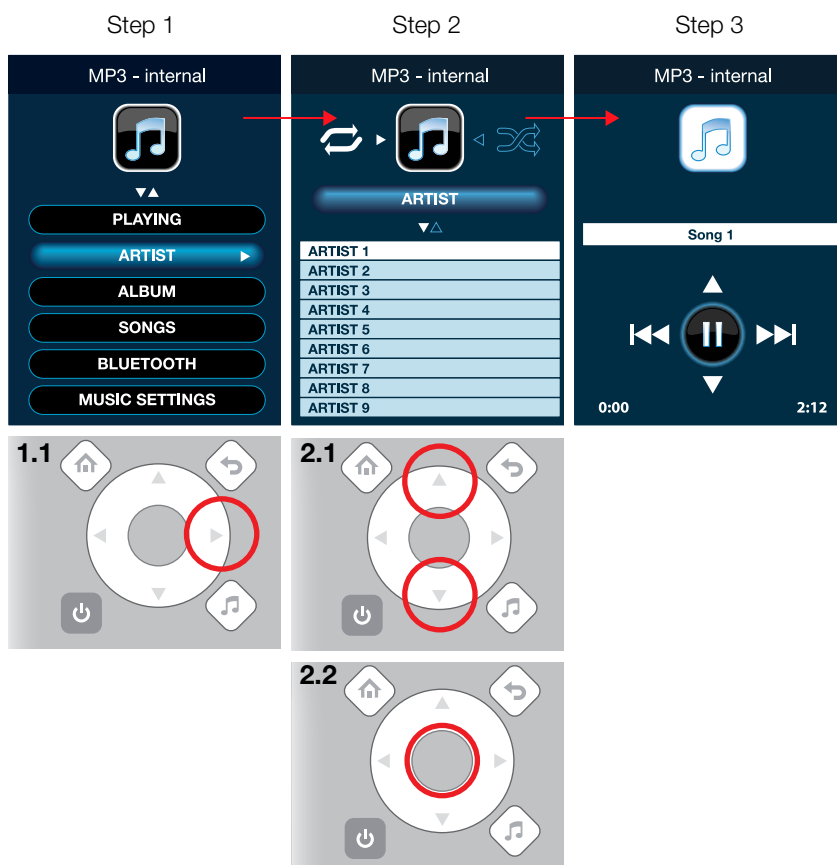 Step 1
Step 2
Step 3
MP3 - internal
PLAYING
ARTIST
ALBUM
SONGS
BLUETOOTH
MUSIC SETTINGS
MP3 - internal
ARTIST
ARTIST 1
ARTIST 2
ARTIST 3
ARTIST 4
ARTIST 5
ARTIST 6
ARTIST 7
ARTIST 8
ARTIST 9
MP3 - internal
Song 1
0:00 2:12
1.1
2.1
2.2